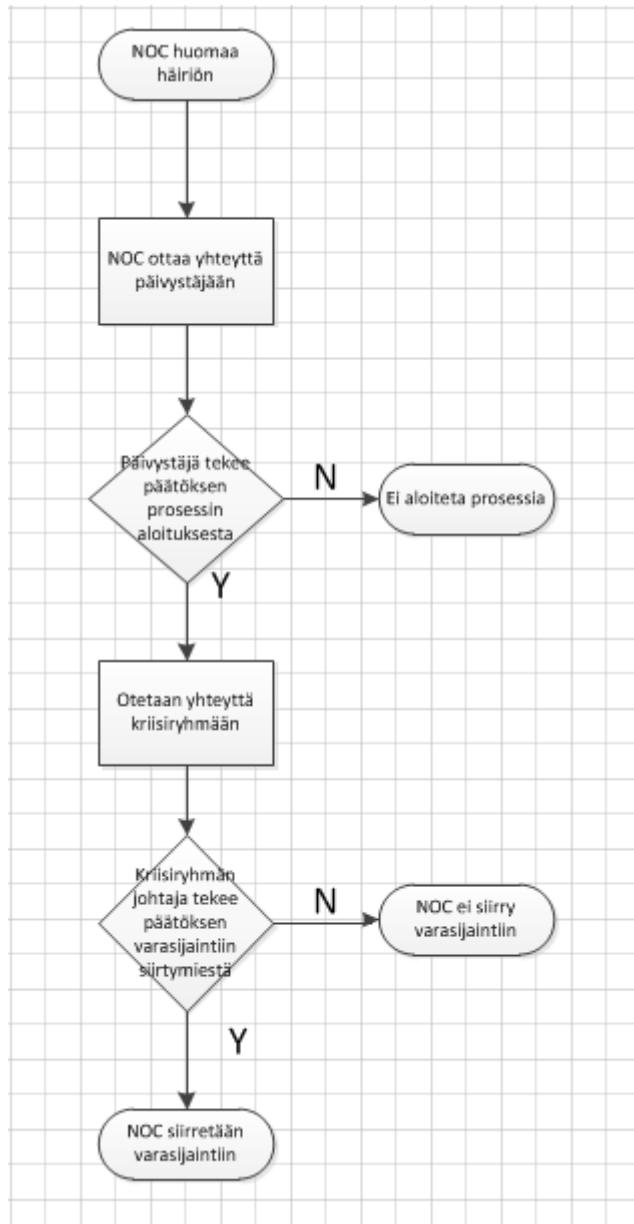 NOC huomaa
häiriön
NOC ottaa yhteyttä
päivystäjään
Päivystäjä tekee
päätöksen
prosessin
aloituksesta
N
Ei aloiteta prosessia
Y
Otetaan yhteyttä
kriisiryhmään
Kriisiryhmän
johtaja tekee
päätöksen
varasijaintiin
siirtymiestä
N
NOC ei siirry
varasijaintiin
Y
NOC siirretään
varasijaintiin